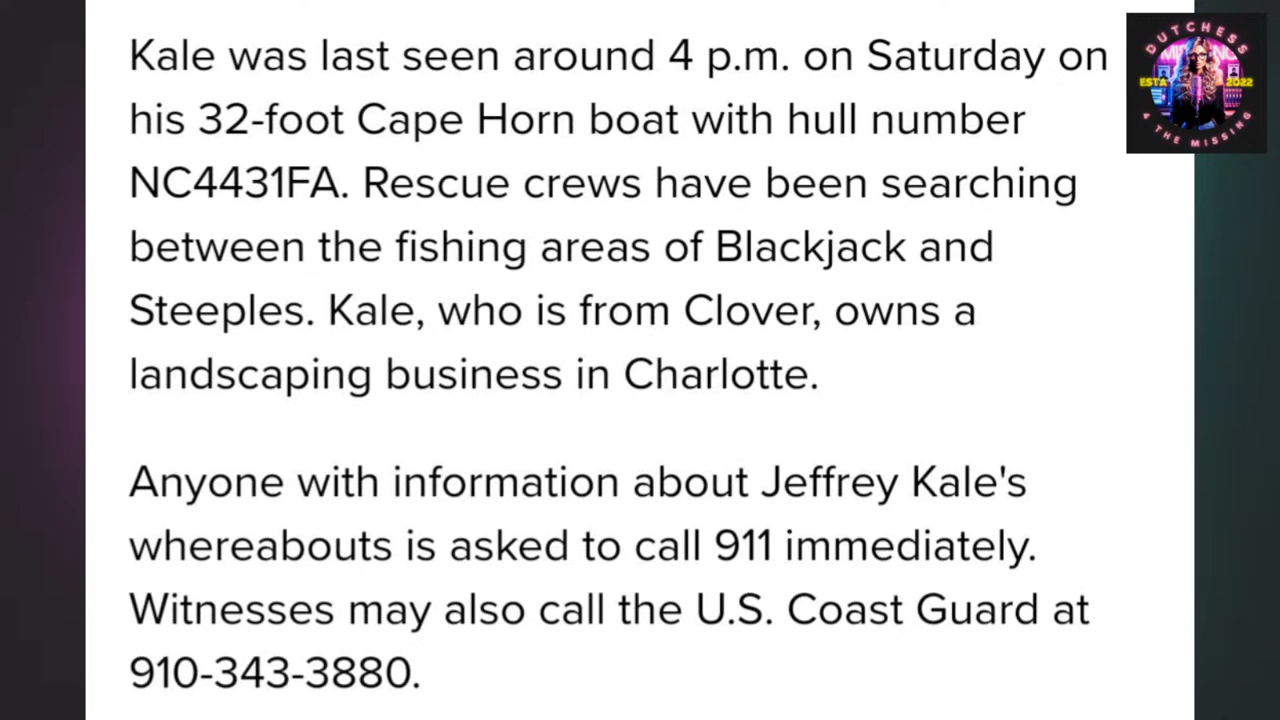 Kale was last seen around 4 p.m. on Saturday on
his 32-foot Cape Horn boat with hull number
NC4431FA. Rescue crews have been searching
between the fishing areas of Blackjack and
Steeples. Kale, who is from Clover, owns a
landscaping business in Charlotte.
Anyone with information about Jeffrey Kale's
whereabouts is asked to call 911 immediately.
Witnesses may also call the U.S. Coast Guard at
910-343-3880.
DUTCHESS
ESTA 2022
4 THE MISSING